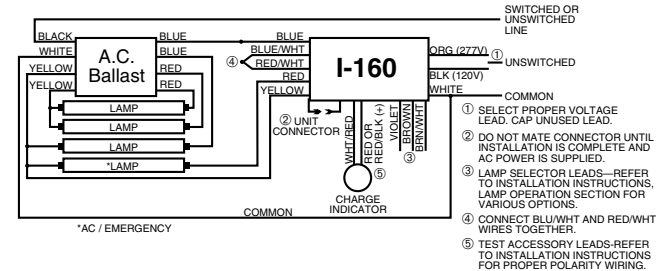 SWITCHED OR
UNSWITCHED
LINE
BLACK
BLUE
BLUE
WHITE
A.C.
Ballast
BLUE
BLUE/WHT
④
RED/WHT
I-160
ORG (277V)
①
UNSWITCHED
YELLOW
RED
RED
BLK (120V)
YELLOW
RED
YELLOW
WHITE
COMMON
LAMP
LAMP
LAMP
*LAMP
② UNIT
CONNECTOR
WHT/RED
RED OR
RED/BLK (+)
VIOLET
BROWN
BRN/WHT
③
⑤
CHARGE
INDICATOR
COMMON
*AC / EMERGENCY
① SELECT PROPER VOLTAGE
LEAD. CAP UNUSED LEAD.
② DO NOT MATE CONNECTOR UNTIL
INSTALLATION IS COMPLETE AND
AC POWER IS SUPPLIED.
③ LAMP SELECTOR LEADS—REFER
TO INSTALLATION INSTRUCTIONS,
LAMP OPERATION SECTION FOR
VARIOUS OPTIONS.
④ CONNECT BLU/WHT AND RED/WHT
WIRES TOGETHER.
⑤ TEST ACCESSORY LEADS-REFER
TO INSTALLATION INSTRUCTIONS
FOR PROPER POLARITY WIRING.